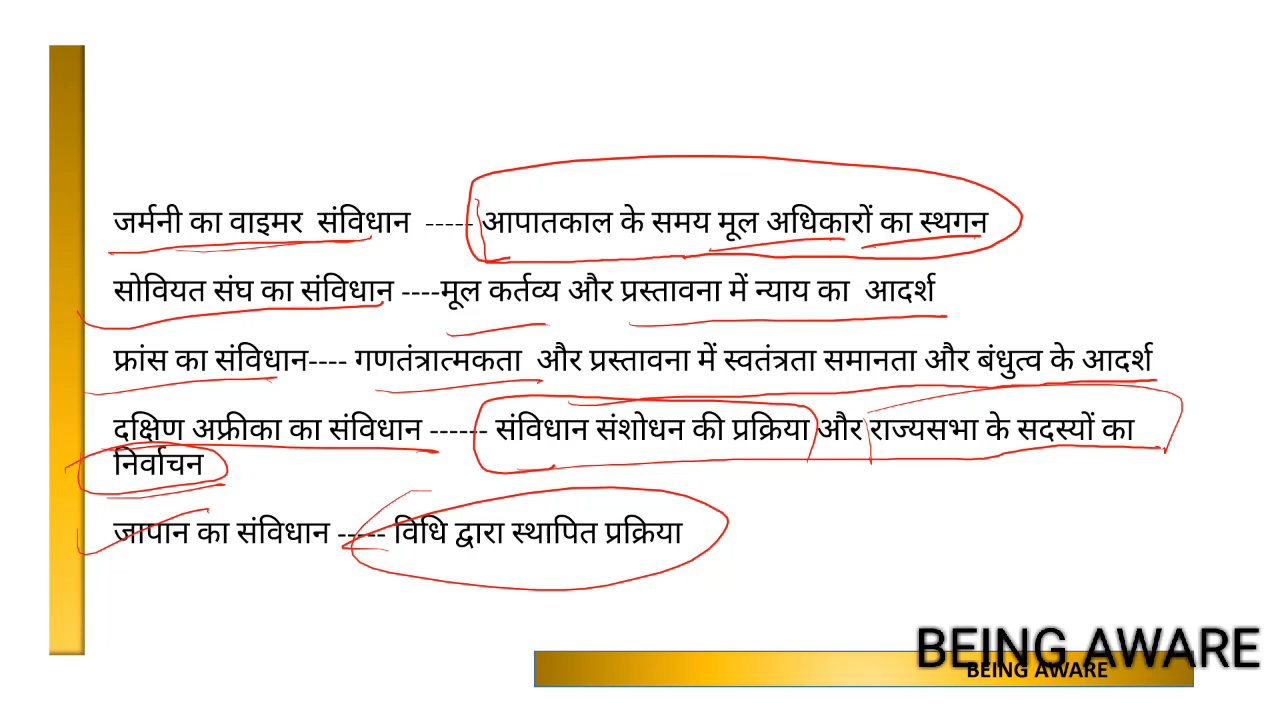 जर्मनी का वाइमर संविधान ----- आपातकाल के समय मूल अधिकारों का स्थगन
सोवियत संघ का संविधान ----मूल कर्तव्य और प्रस्तावना में न्याय का आदर्श
फ्रांस का संविधान---- गणतंत्रात्मकता और प्रस्तावना में स्वतंत्रता समानता और बंधुत्व के आदर्श
दक्षिण अफ्रीका का संविधान ------ संविधान संशोधन की प्रक्रिया और राज्यसभा के सदस्यों का
निर्वाचन
जापान का संविधान ----- विधि द्वारा स्थापित प्रक्रिया
BEING AWARE
BEING AWARE